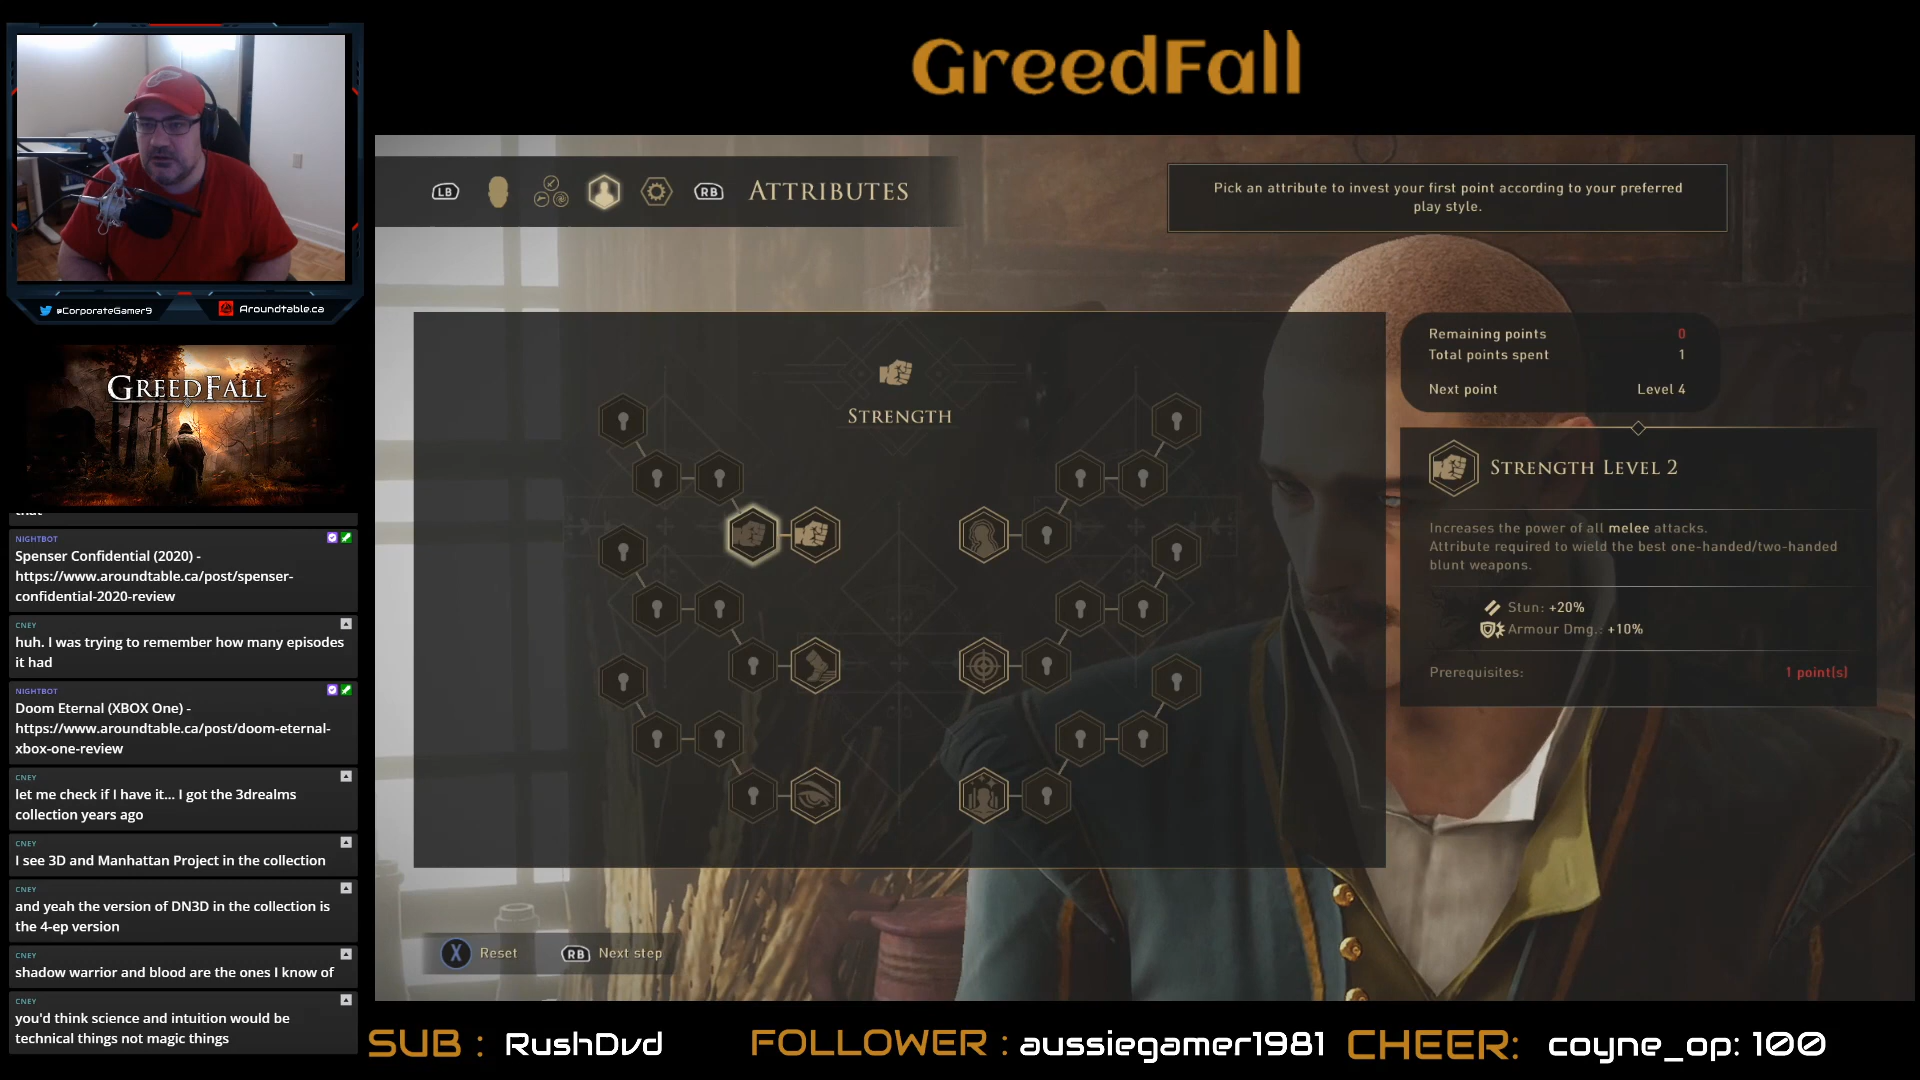 GreedFall
LB
RB
ATTRIBUTES
Pick an attribute to invest your first point according to your preferred
play style.
@CorporateGamer9
Aroundtable.ca
GREEDFALL
STRENGTH
Remaining points 0
Total points spent 1
Next point Level 4
STRENGTH LEVEL 2
Increases the power of all melee attacks.
Attribute required to wield the best one-handed/two-handed
blunt weapons.
Stun: +20%
Armour Dmg.: +10%
Prerequisites: 1 point(s)
X Reset
RB Next step
that
NIGHTBOT
Spenser Confidential (2020) -
https://www.aroundtable.ca/post/spenser-
confidential-2020-review
CNEY
huh. I was trying to remember how many episodes
it had
NIGHTBOT
Doom Eternal (XBOX One) -
https://www.aroundtable.ca/post/doom-eternal-
xbox-one-review
CNEY
let me check if I have it... I got the 3drealms
collection years ago
CNEY
I see 3D and Manhattan Project in the collection
CNEY
and yeah the version of DN3D in the collection is
the 4-ep version
CNEY
shadow warrior and blood are the ones I know of
CNEY
you'd think science and intuition would be
technical things not magic things
SUB : RushDvd
FOLLOWER : aussiegamer1981
CHEER: coyne_op: 100